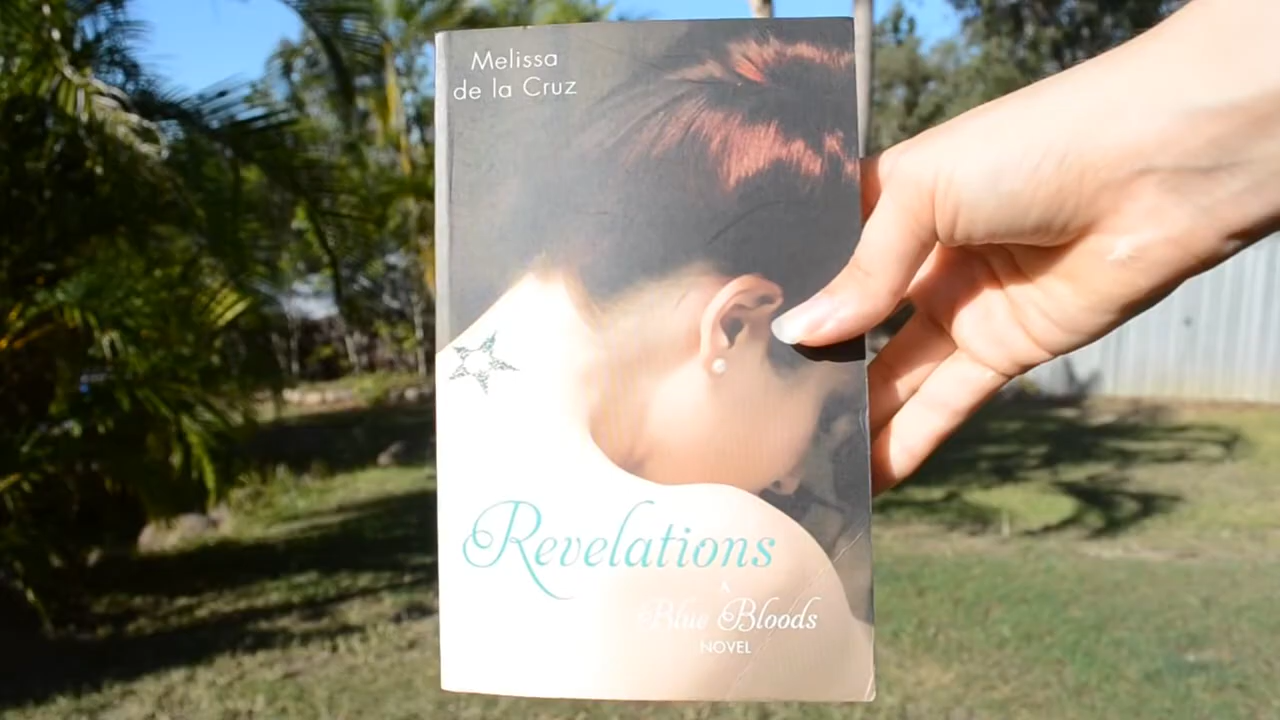 Melissa
de la Cruz
Revelations
A
Blue Bloods
NOVEL